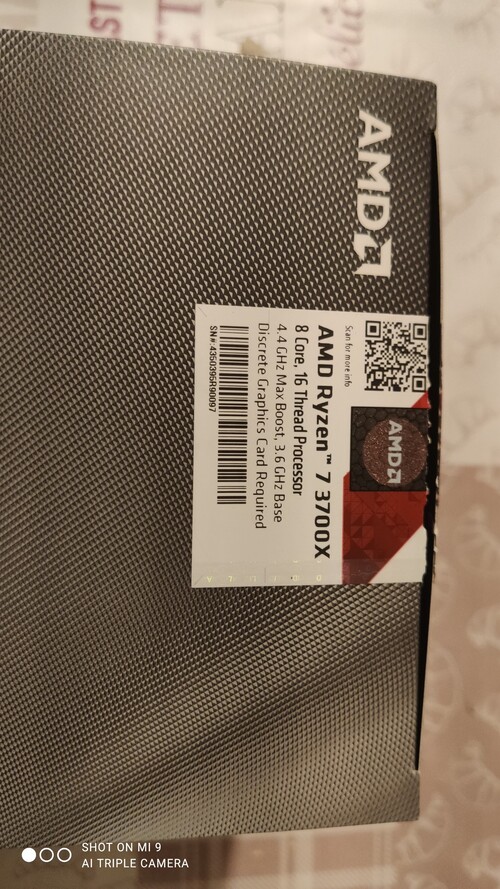 AMD
Scan for more info
AMD
AMD Ryzen™ 7 3700X
8 Core, 16 Thread Processor
4.4 GHz Max Boost, 3.6 GHz Base
Discrete Graphics Card Required
SHOT ON MI 9
AI TRIPLE CAMERA